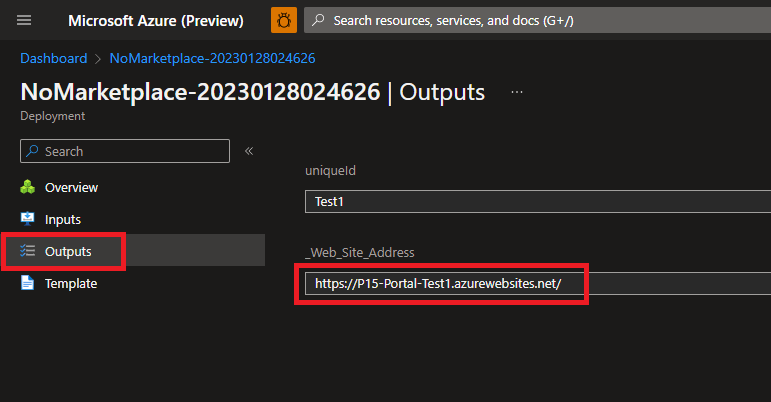 Microsoft Azure (Preview)
Search resources, services, and docs (G+/)
Dashboard > NoMarketplace-20230128024626
NoMarketplace-20230128024626 | Outputs ...
Deployment
Search
«
Overview
Inputs
Outputs
Template
uniqueId
Test1
_Web_Site_Address
https://P15-Portal-Test1.azurewebsites.net/